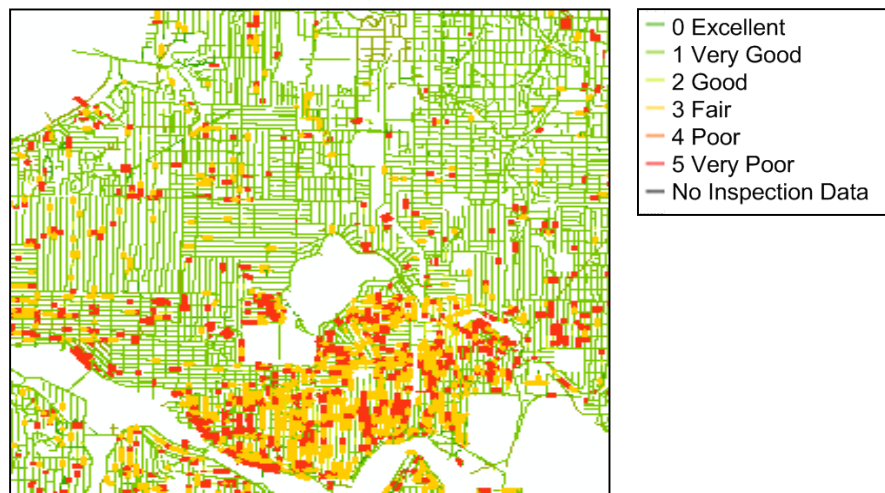 0 Excellent
1 Very Good
2 Good
3 Fair
4 Poor
5 Very Poor
No Inspection Data